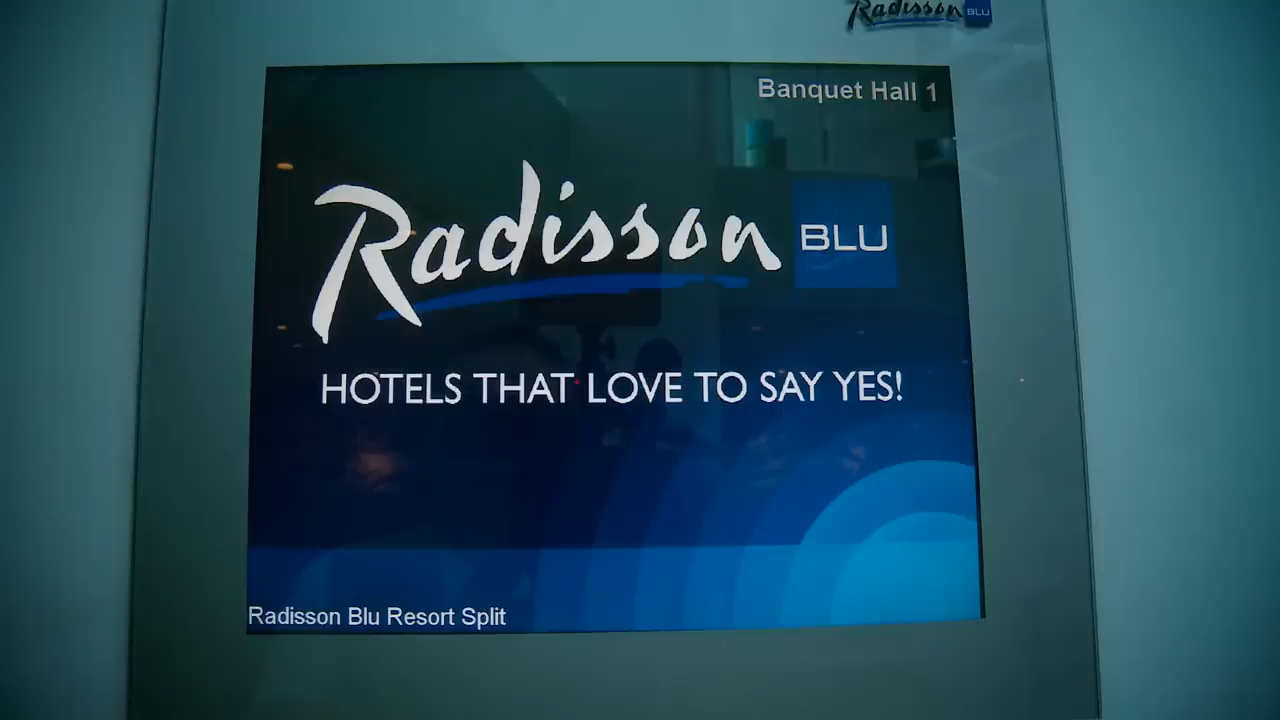 Radisson BLU
Banquet Hall 1
Radisson BLU
HOTELS THAT LOVE TO SAY YES!
Radisson Blu Resort Split